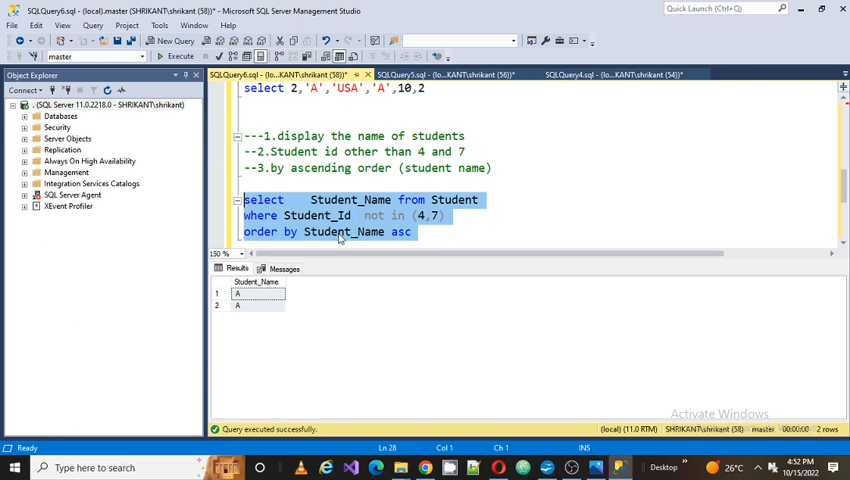 SQLQuery6.sql - (local).master (SHRIKANT\shrikant (58))* - Microsoft SQL Server Management Studio
Quick Launch (Ctrl+Q)
File Edit View Query Project Tools Window Help
New Query
master
Execute
Object Explorer
SQLQuery6.sql - (lo...KANT\shrikant (58))*
SQLQuery5.sql - (lo...KANT\shrikant (56))*
SQLQuery4.sql - (lo...KANT\shrikant (54))*
Connect
. (SQL Server 11.0.2218.0 - SHRIKANT\shrikant)
Databases
Security
Server Objects
Replication
Always On High Availability
Management
Integration Services Catalogs
SQL Server Agent
XEvent Profiler
select 2,'A','USA','A',10,2
---1.display the name of students
--2.Student id other than 4 and 7
--3.by ascending order (student name)
select Student_Name from Student
where Student_Id not in (4,7)
order by Student_Name asc
150 %
Results Messages
Student_Name
1 A
2 A
Activate Windows
Query executed successfully.
(local) (11.0 RTM) SHRIKANT\shrikant (58) master 00:00:00 2 rows
Ready
Ln 28 Col 1 Ch 1 INS
Type here to search
Desktop
26°C
4:52 PM
10/15/2022